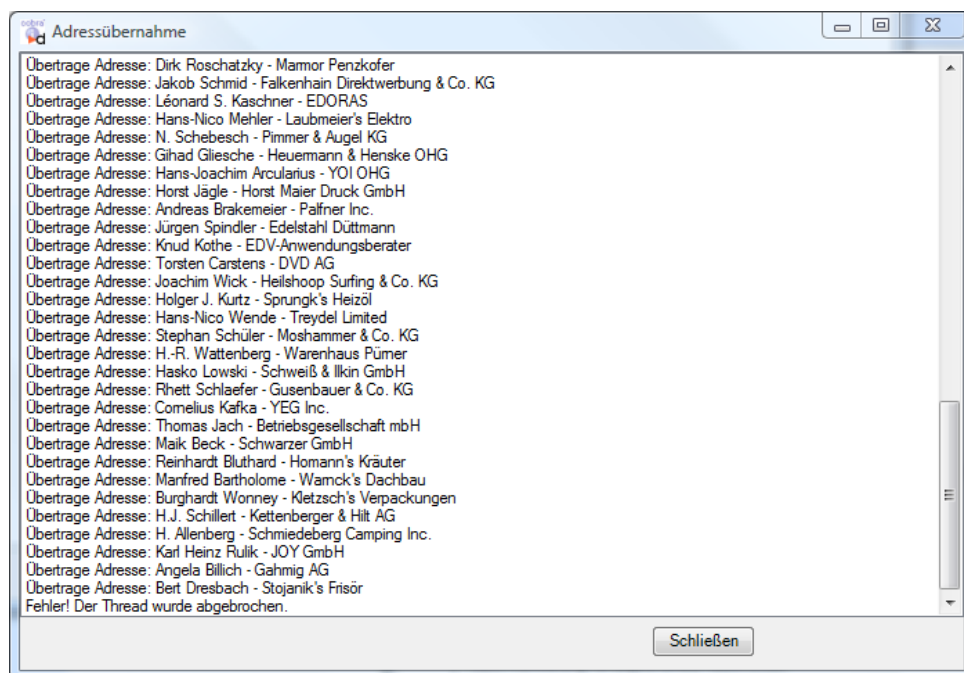 cobra
Adressübernahme
Übertrage Adresse: Dirk Roschatzky - Marmor Penzkofer
Übertrage Adresse: Jakob Schmid - Falkenhain Direktwerbung & Co. KG
Übertrage Adresse: Léonard S. Kaschner - EDORAS
Übertrage Adresse: Hans-Nico Mehler - Laubmeier's Elektro
Übertrage Adresse: N. Schebesch - Pimmer & Augel KG
Übertrage Adresse: Gihad Gliesche - Heuermann & Henske OHG
Übertrage Adresse: Hans-Joachim Arcularius - YOI OHG
Übertrage Adresse: Horst Jägle - Horst Maier Druck GmbH
Übertrage Adresse: Andreas Brakemeier - Palfner Inc.
Übertrage Adresse: Jürgen Spindler - Edelstahl Düttmann
Übertrage Adresse: Knud Kothe - EDV-Anwendungsberater
Übertrage Adresse: Torsten Carstens - DVD AG
Übertrage Adresse: Joachim Wick - Heilshoop Surfing & Co. KG
Übertrage Adresse: Holger J. Kurtz - Sprungk's Heizöl
Übertrage Adresse: Hans-Nico Wende - Treydel Limited
Übertrage Adresse: Stephan Schüler - Moshammer & Co. KG
Übertrage Adresse: H.-R. Wattenberg - Warenhaus Pürner
Übertrage Adresse: Hasko Lowski - Schweiß & Ilkin GmbH
Übertrage Adresse: Rhett Schlaefer - Gusenbauer & Co. KG
Übertrage Adresse: Cornelius Kafka - YEG Inc.
Übertrage Adresse: Thomas Jach - Betriebsgesellschaft mbH
Übertrage Adresse: Maik Beck - Schwarzer GmbH
Übertrage Adresse: Reinhardt Bluthard - Homann's Kräuter
Übertrage Adresse: Manfred Bartholome - Warnck's Dachbau
Übertrage Adresse: Burghardt Wonney - Kletzsch's Verpackungen
Übertrage Adresse: H.J. Schillert - Kettenberger & Hilt AG
Übertrage Adresse: H. Allenberg - Schmiedeberg Camping Inc.
Übertrage Adresse: Karl Heinz Rulik - JOY GmbH
Übertrage Adresse: Angela Billich - Gahmig AG
Übertrage Adresse: Bert Dresbach - Stojanik's Frisör
Fehler! Der Thread wurde abgebrochen.
Schließen